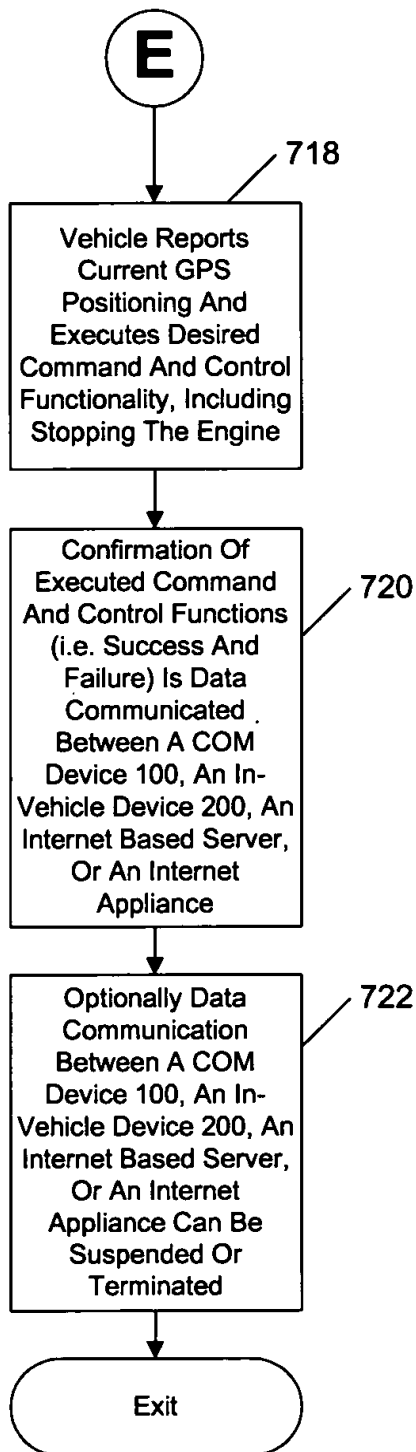 E
718
Vehicle Reports
Current GPS
Positioning And
Executes Desired
Command And Control
Functionality, Including
Stopping The Engine
Confirmation Of
Executed Command
And Control Functions
(i.e. Success And
Failure) Is Data
Communicated
Between A COM
Device 100, An In-
Vehicle Device 200, An
Internet Based Server,
Or An Internet
Appliance
720
Optionally Data
Communication
Between A COM
Device 100, An In-
Vehicle Device 200, An
Internet Based Server,
Or An Internet
Appliance Can Be
Suspended Or
Terminated
722
Exit